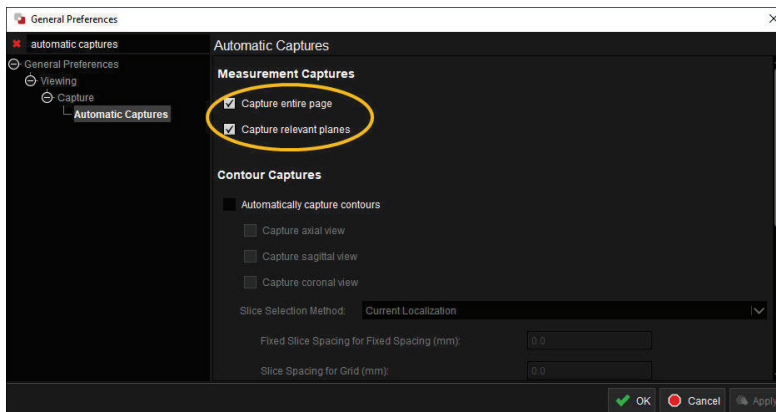 General Preferences
automatic captures
General Preferences
Viewing
Capture
Automatic Captures
Automatic Captures
Measurement Captures
Capture entire page
Capture relevant planes
Contour Captures
Automatically capture contours
Capture axial view
Capture sagittal view
Capture coronal view
Slice Selection Method: Current Localization
Fixed Slice Spacing for Fixed Spacing (mm): 0.0
Slice Spacing for Grid (mm): 0.0
OK Cancel Apply